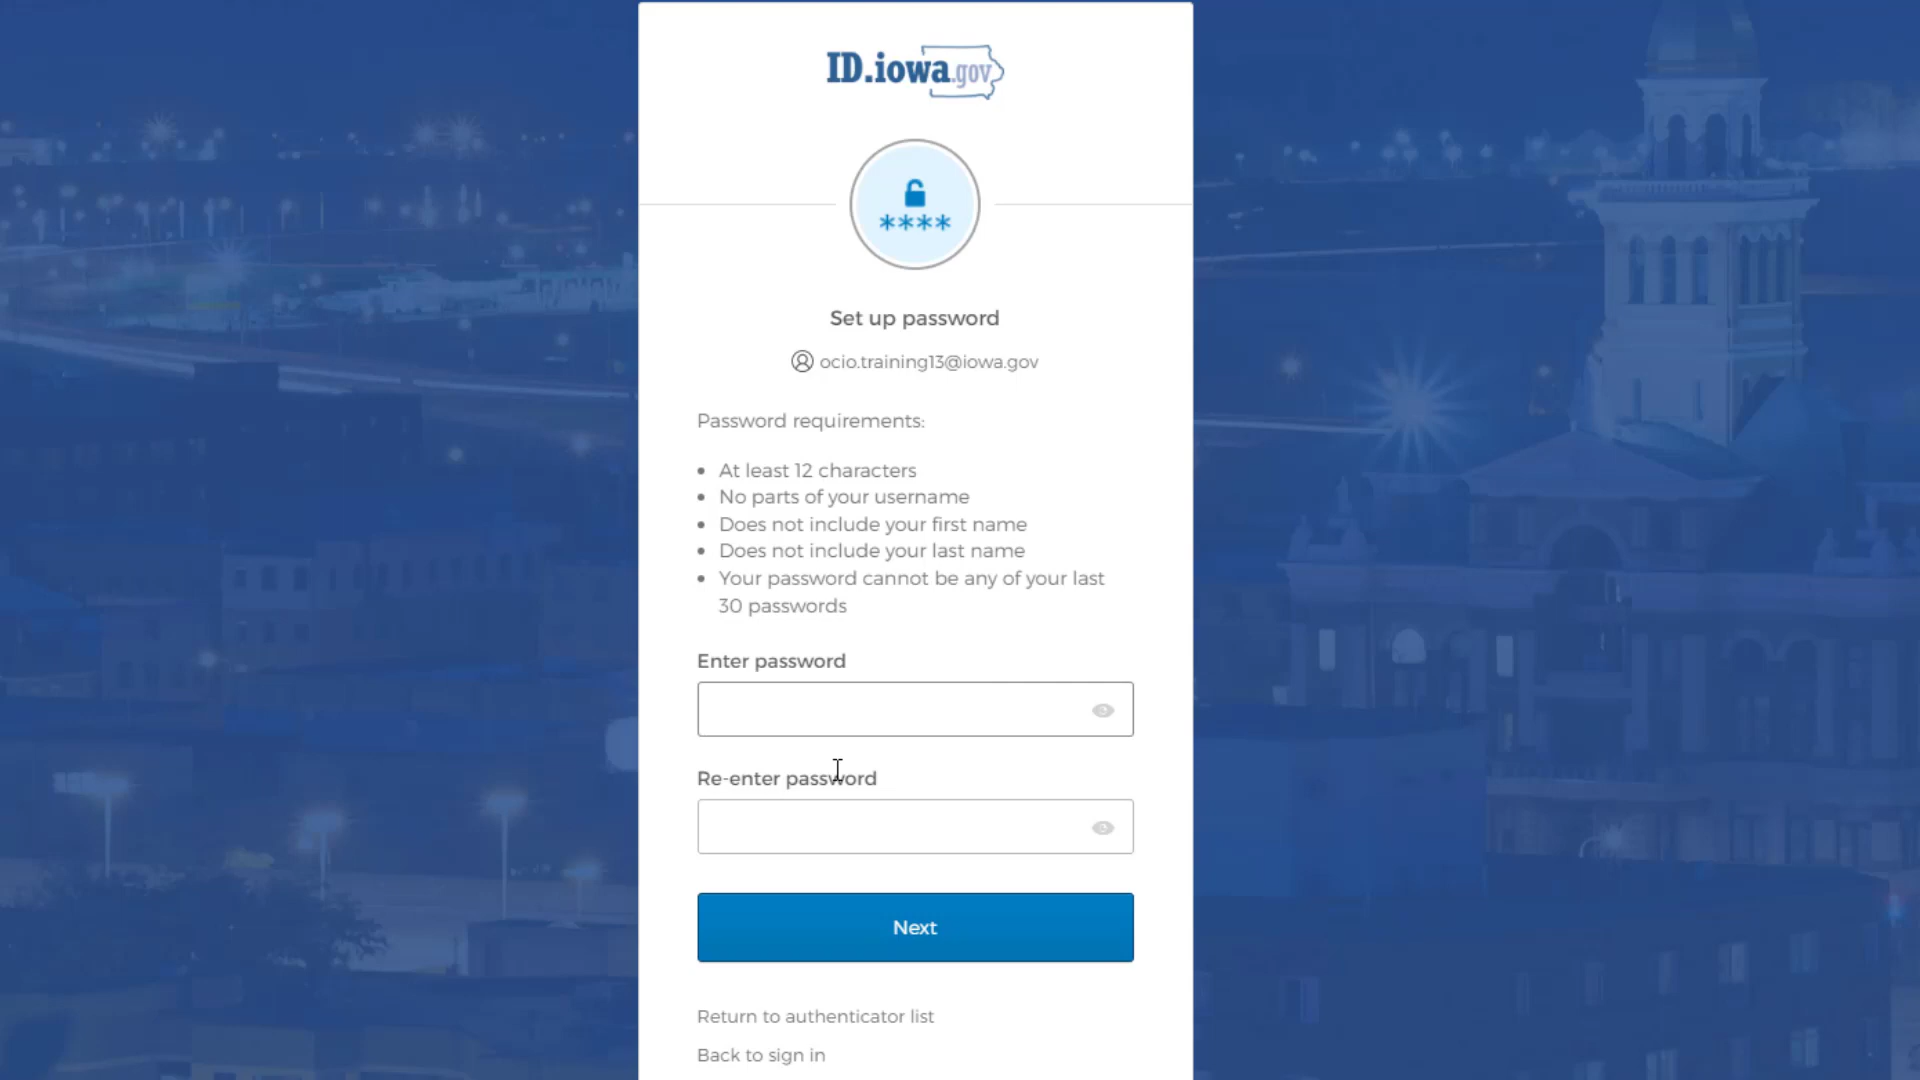 ID.iowa.gov
****
Set up password
ocio.training13@iowa.gov
Password requirements:
At least 12 characters
No parts of your username
Does not include your first name
Does not include your last name
Your password cannot be any of your last
30 passwords
Enter password
Re-enter password
Next
Return to authenticator list
Back to sign in